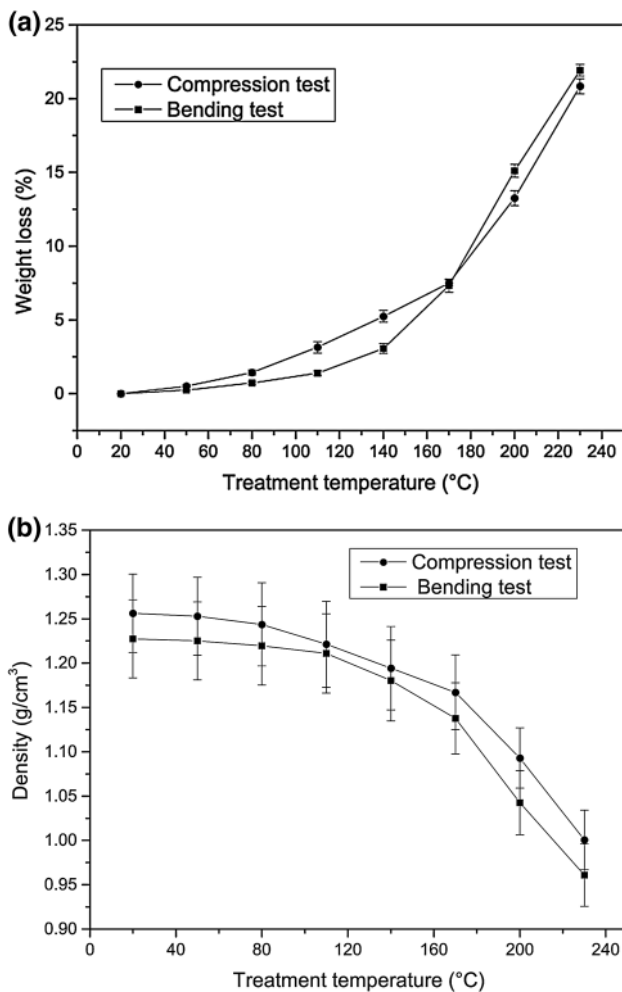 (a)
25
20
15
10
5
0
Weight loss (%)
Compression test
Bending test
20 40 60 80 100 120 140 160 180 200 220 240
Treatment temperature (°C)
(b)
1.35
1.30
1.25
1.20
1.15
1.10
1.05
1.00
0.95
0.90
Density (g/cm³)
Compression test
Bending test
0 40 80 120 160 200 240
Treatment temperature (°C)